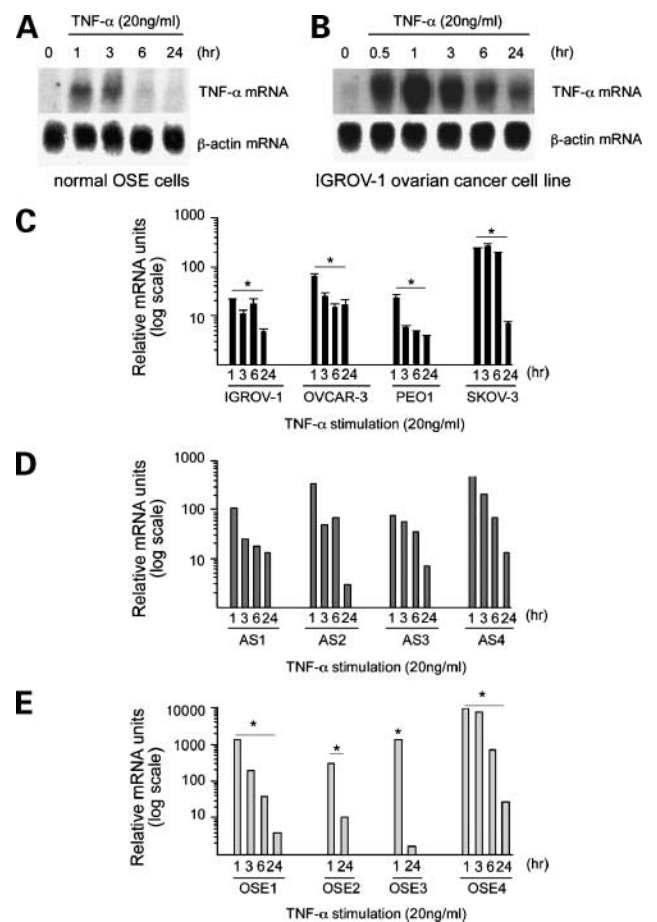 A
TNF-α (20ng/ml)
0 1 3 6 24 (hr)
TNF-α mRNA
β-actin mRNA
normal OSE cells
B
TNF-α (20ng/ml)
0 0.5 1 3 6 24 (hr)
TNF-α mRNA
β-actin mRNA
IGROV-1 ovarian cancer cell line
C
Relative mRNA units
(log scale)
1000
100
10
* * * *
1 3 6 24 1 3 6 24 1 3 6 24 1 3 6 24 (hr)
IGROV-1 OVCAR-3 PEO1 SKOV-3
TNF-α stimulation (20ng/ml)
D
Relative mRNA units
(log scale)
1000
100
10
1 3 6 24 1 3 6 24 1 3 6 24 1 3 6 24 (hr)
AS1 AS2 AS3 AS4
TNF-α stimulation (20ng/ml)
E
Relative mRNA units
(log scale)
10000
1000
100
10
* * * *
1 3 6 24 1 24 1 24 1 3 6 24 (hr)
OSE1 OSE2 OSE3 OSE4
TNF-α stimulation (20ng/ml)